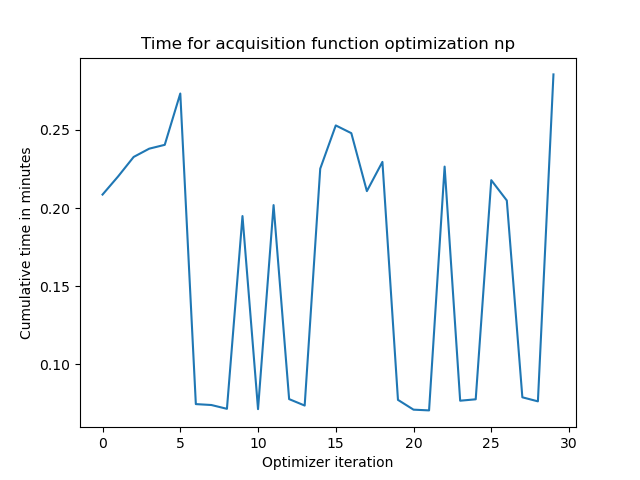 Time for acquisition function optimization np
Cumulative time in minutes
0.25
0.20
0.15
0.10
0 5 10 15 20 25 30
Optimizer iteration